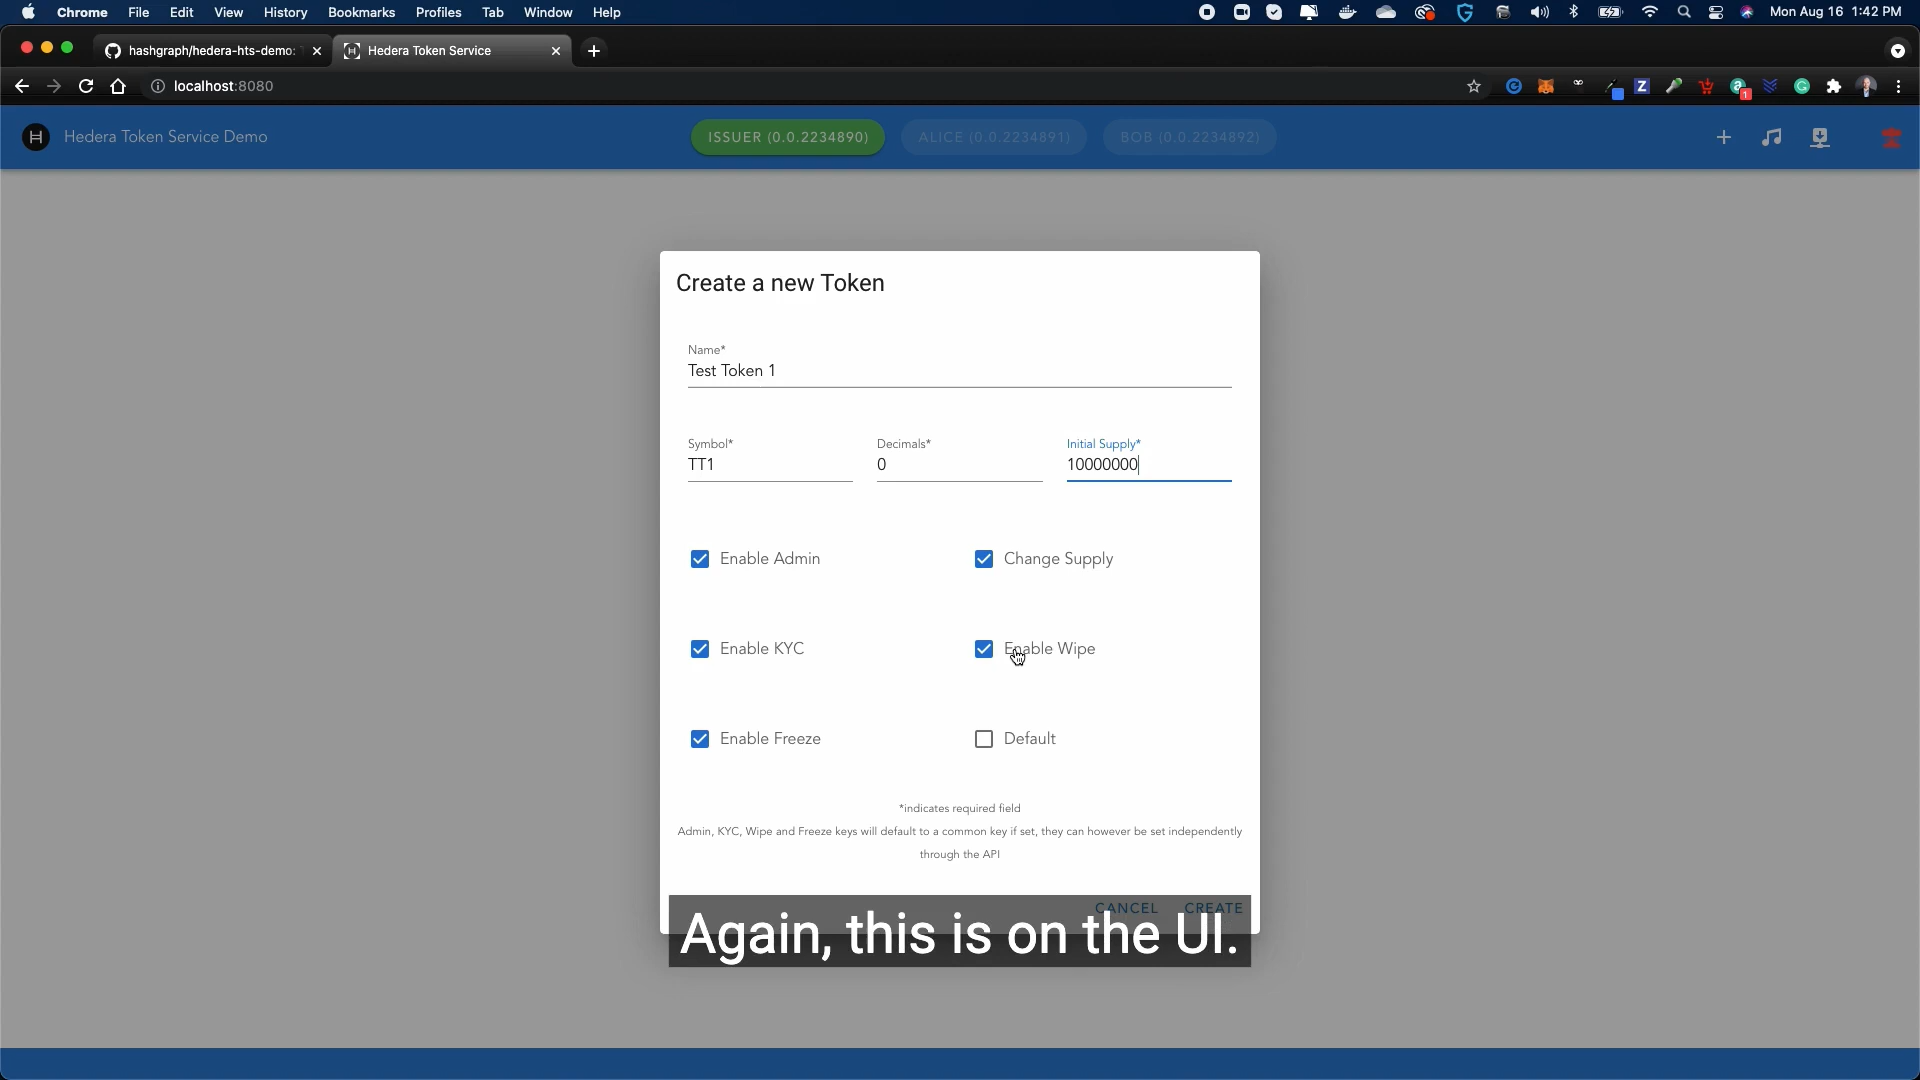 Chrome File Edit View History Bookmarks Profiles Tab Window Help Mon Aug 16 1:42 PM
hashgraph/hedera-hts-demo: Hedera Token Service
localhost:8080
Hedera Token Service Demo ISSUER (0.0.2234890) ALICE (0.0.2234891) BOB (0.0.2234892)
Create a new Token
Name*
Test Token 1
Symbol* Decimals* Initial Supply*
TT1 0 10000000
Enable Admin Change Supply
Enable KYC Enable Wipe
Enable Freeze Default
*indicates required field
Admin, KYC, Wipe and Freeze keys will default to a common key if set, they can however be set independently
through the API
CANCEL CREATE
Again, this is on the UI.